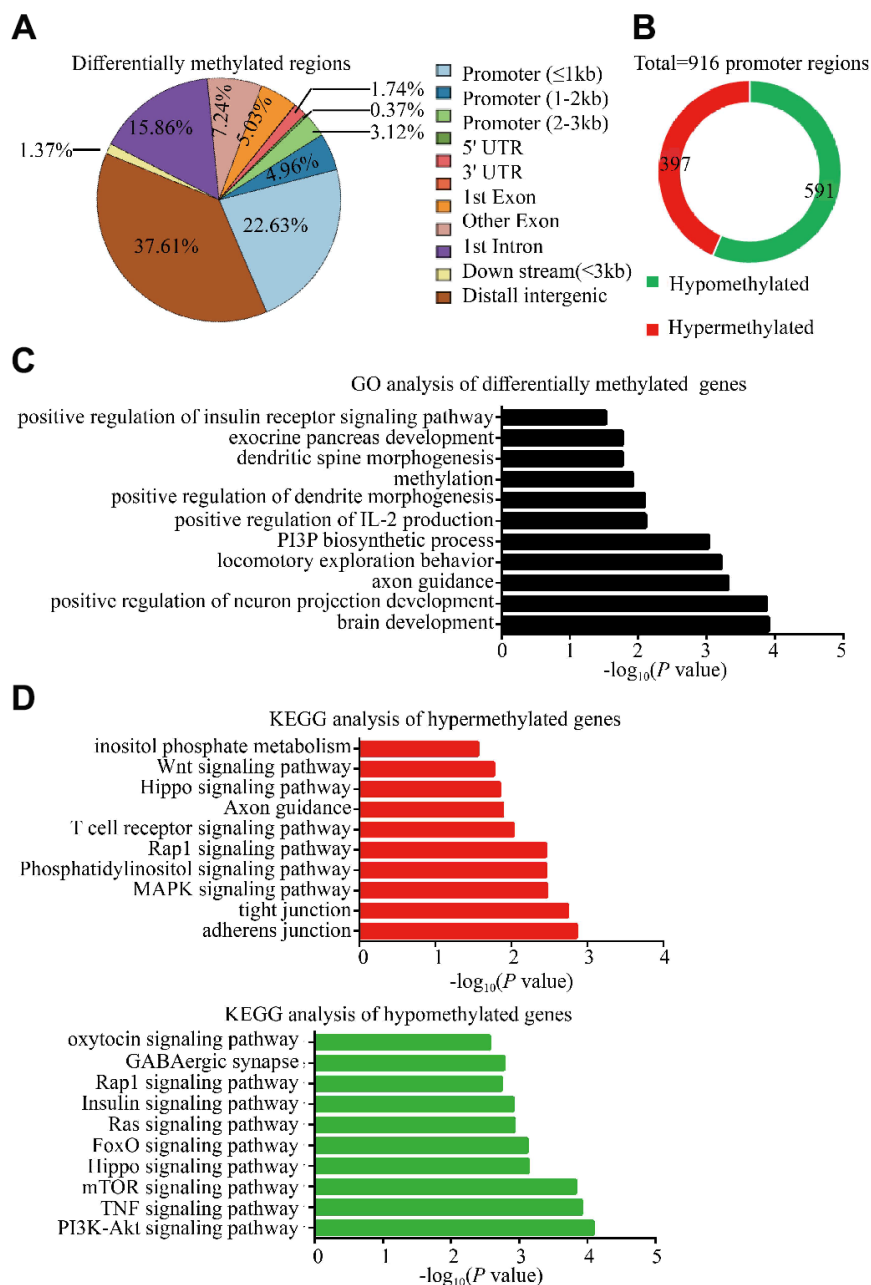 A
Differentially methylated regions
1.37%
15.86%
7.24%
5.03%
1.74%
0.37%
3.12%
4.96%
22.63%
37.61%
Promoter (≤1kb)
Promoter (1-2kb)
Promoter (2-3kb)
5' UTR
3' UTR
1st Exon
Other Exon
1st Intron
Down stream(<3kb)
Distall intergenic
B
Total=916 promoter regions
397
591
Hypomethylated
Hypermethylated
C
GO analysis of differentially methylated genes
positive regulation of insulin receptor signaling pathway
exocrine pancreas development
dendritic spine morphogenesis
methylation
positive regulation of dendrite morphogenesis
positive regulation of IL-2 production
PI3P biosynthetic process
locomotory exploration behavior
axon guidance
positive regulation of neuron projection development
brain development
0 1 2 3 4 5
-log₁₀(P value)
D
KEGG analysis of hypermethylated genes
inositol phosphate metabolism
Wnt signaling pathway
Hippo signaling pathway
Axon guidance
T cell receptor signaling pathway
Rap1 signaling pathway
Phosphatidylinositol signaling pathway
MAPK signaling pathway
tight junction
adherens junction
0 1 2 3 4
-log₁₀(P value)
KEGG analysis of hypomethylated genes
oxytocin signaling pathway
GABAergic synapse
Rap1 signaling pathway
Insulin signaling pathway
Ras signaling pathway
FoxO signaling pathway
Hippo signaling pathway
mTOR signaling pathway
TNF signaling pathway
PI3K-Akt signaling pathway
0 1 2 3 4 5
-log₁₀(P value)